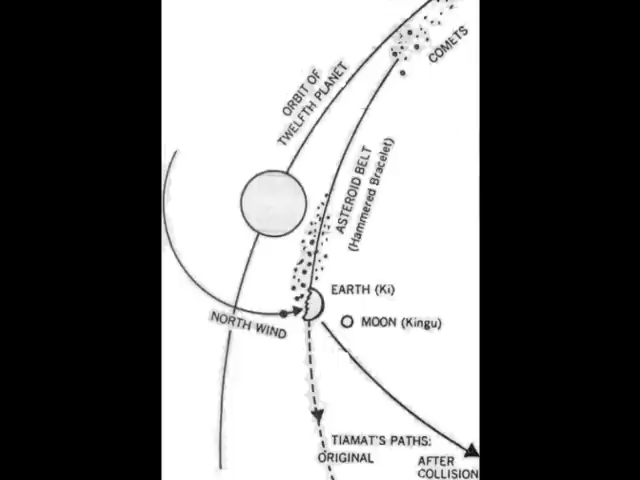 COMETS
ORBIT OF
TWELFTH PLANET
ASTEROID BELT
(Hammered Bracelet)
EARTH (Ki)
NORTH WIND
MOON (Kingu)
TIAMAT'S PATHS:
ORIGINAL
AFTER
COLLISION